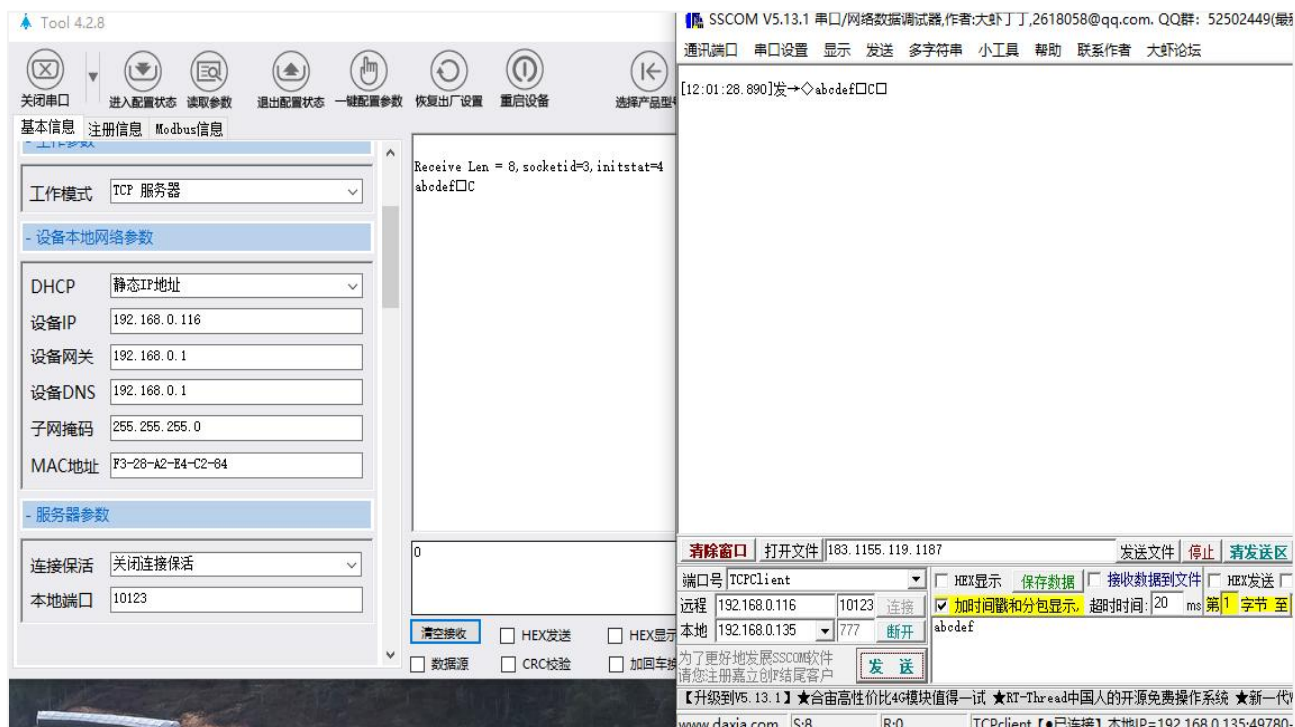 Tool 4.2.8
关闭串口
进入配置状态
读取参数
退出配置状态
一键配置参数
恢复出厂设置
重启设备
选择产品型
基本信息
注册信息
Modbus信息
- 工作参数
工作模式
TCP 服务器
- 设备本地网络参数
DHCP
静态IP地址
设备IP
192.168.0.116
设备网关
192.168.0.1
设备DNS
192.168.0.1
子网掩码
255.255.255.0
MAC地址
F3-28-A2-E4-C2-84
- 服务器参数
连接保活
关闭连接保活
本地端口
10123
Receive Len = 8, socketid=3, initstat=4
abcdef□C
0
清空接收
HEX发送
HEX显示
数据源
CRC校验
加回车换
SSCOM V5.13.1 串口/网络数据调试器,作者:大虾丁丁,2618058@qq.com. QQ群: 52502449(最
通讯端口 串口设置 显示 发送 多字符串 小工具 帮助 联系作者 大虾论坛
[12:01:28.890]发→◇abcdef□C□
清除窗口 打开文件 183.1155.119.1187 发送文件 停止 清发送区
端口号 TCPClient HEX显示 保存数据 接收数据到文件 HEX发送
远程 192.168.0.116 10123 连接 加时间戳和分包显示, 超时时间: 20 ms 第1 字节 至
本地 192.168.0.135 777 断开 abcdef
为了更好地发展SSCOM软件
请您注册嘉立创F结尾客户
发 送
【升级到V5.13.1】★合宙高性价比4G模块值得一试 ★RT-Thread中国人的开源免费操作系统 ★新一代
www.daxia.com S:8 R:0 TCPclient【●已连接】本地IP=192.168.0.135:49780-